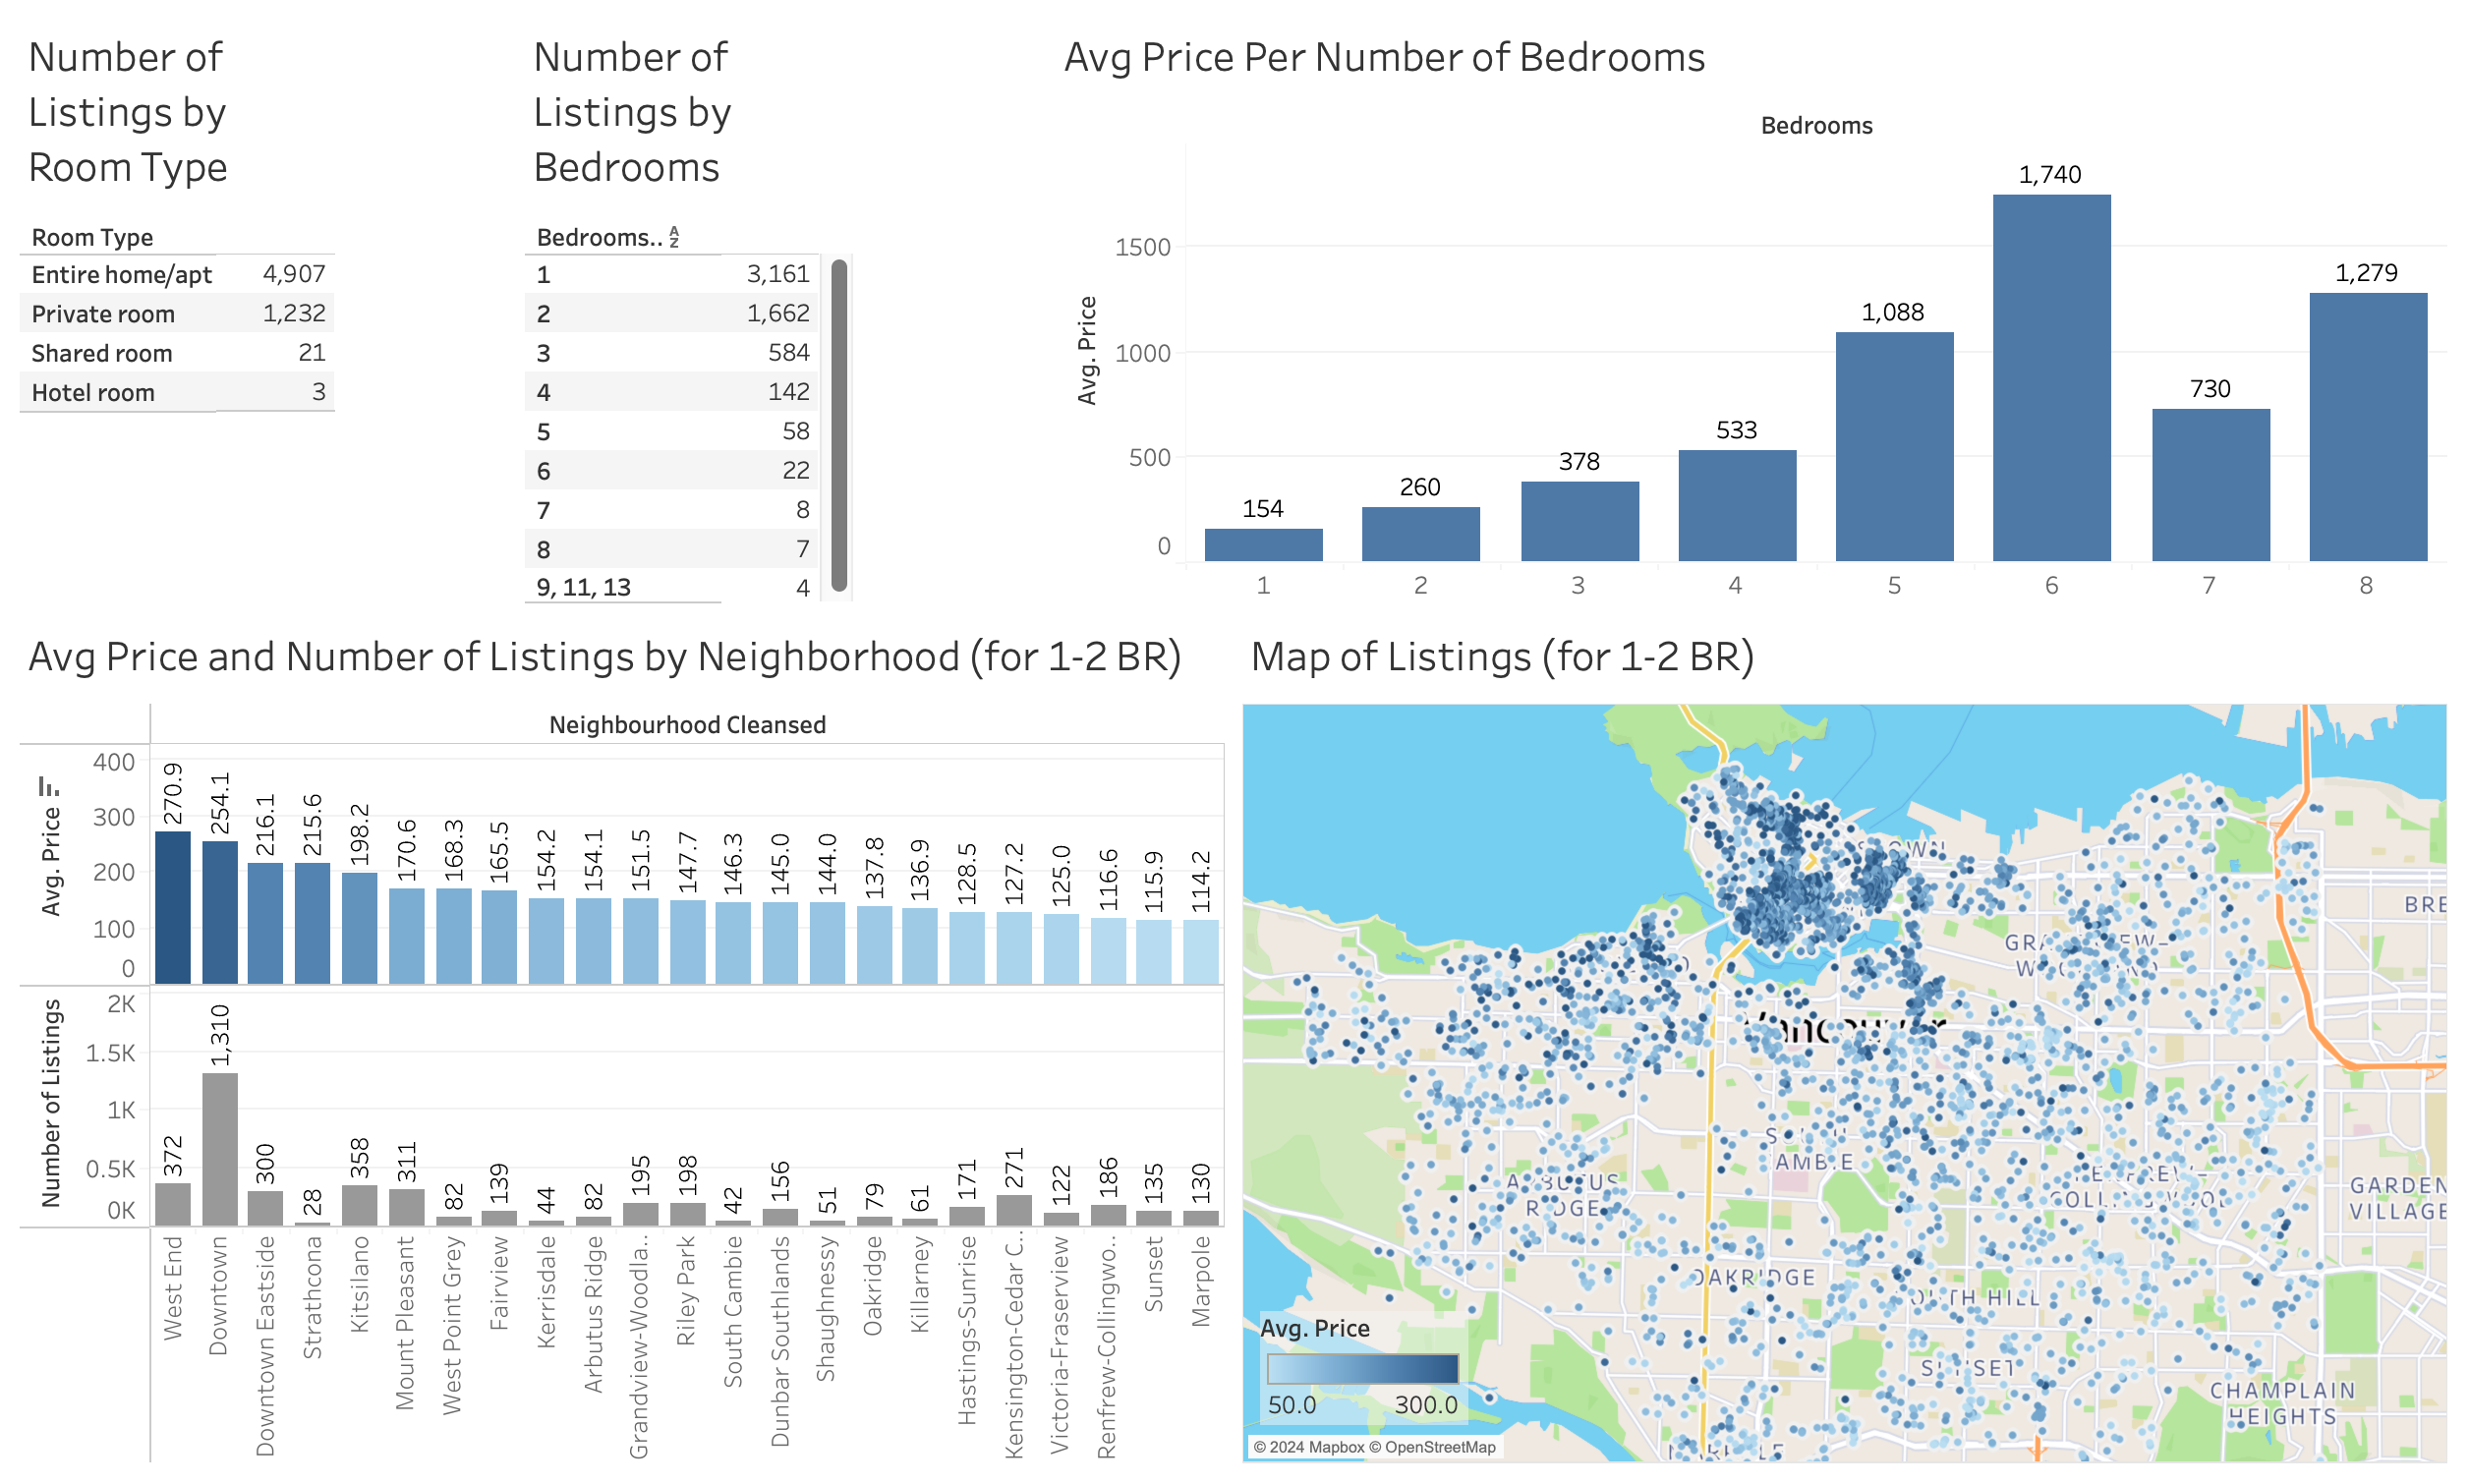 Number of
Listings by
Room Type
Room Type
Entire home/apt 4,907
Private room 1,232
Shared room 21
Hotel room 3
Number of
Listings by
Bedrooms
Bedrooms..
1 3,161
2 1,662
3 584
4 142
5 58
6 22
7 8
8 7
9, 11, 13 4
Avg Price Per Number of Bedrooms
Bedrooms
Avg. Price
1500
1000
500
0
154
260
378
533
1,088
1,740
730
1,279
1 2 3 4 5 6 7 8
Avg Price and Number of Listings by Neighborhood (for 1-2 BR)
Neighbourhood Cleansed
Avg. Price
400
300
200
100
0
270.9 254.1 216.1 215.6 198.2 170.6 168.3 165.5 154.2 154.1 151.5 147.7 146.3 145.0 144.0 137.8 136.9 128.5 127.2 125.0 116.6 115.9 114.2
Number of Listings
2K
1.5K
1K
0.5K
0K
372 1,310 300 28 358 311 82 139 44 82 195 198 42 156 51 79 61 171 271 122 186 135 130
West End
Downtown
Downtown Eastside
Strathcona
Kitsilano
Mount Pleasant
West Point Grey
Fairview
Kerrisdale
Arbutus Ridge
Grandview-Woodla..
Riley Park
South Cambie
Dunbar Southlands
Shaughnessy
Oakridge
Killarney
Hastings-Sunrise
Kensington-Cedar C..
Victoria-Fraserview
Renfrew-Collingwo..
Sunset
Marpole
Map of Listings (for 1-2 BR)
BRE
Vancouver
ARBUTUS
RIDGE
GARDEN
VILLAGE
OAKRIDGE
SUNSET
CHAMPLAIN
HEIGHTS
Avg. Price
50.0 300.0
© 2024 Mapbox © OpenStreetMap